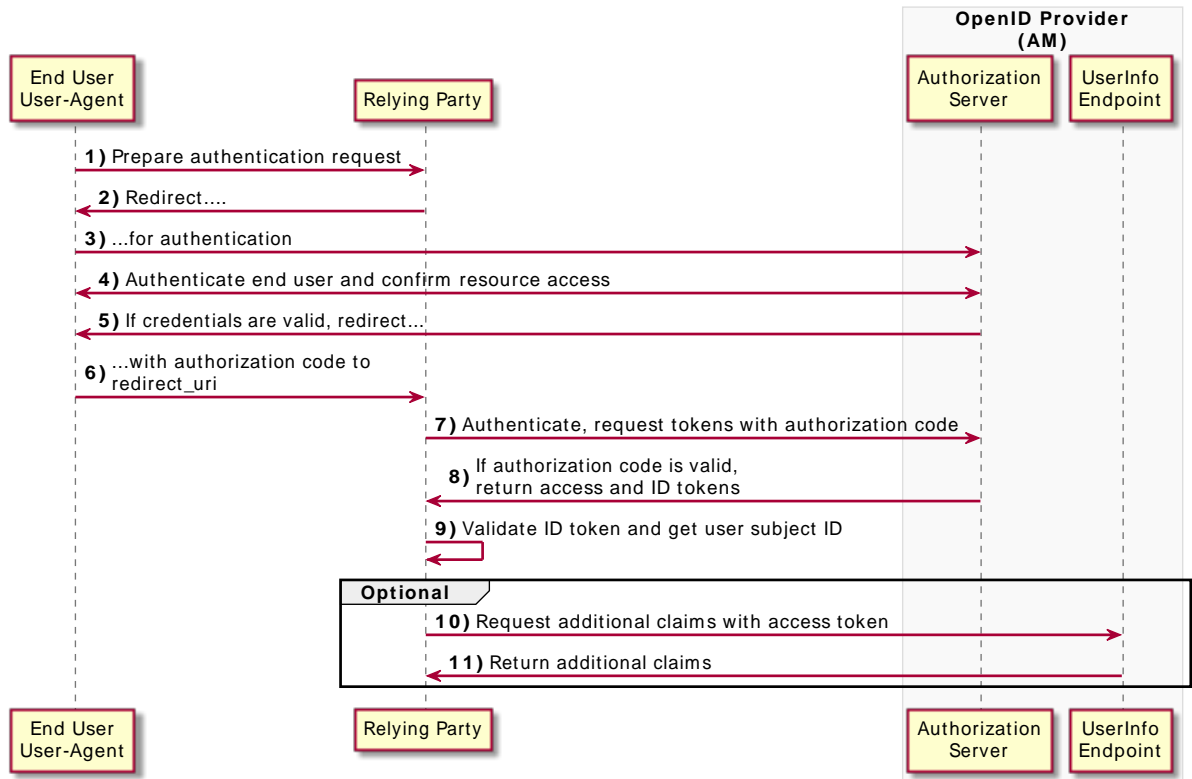 OpenID Provider
(AM)
End User
User-Agent
Relying Party
Authorization
Server
UserInfo
Endpoint
1) Prepare authentication request
2) Redirect....
3) ...for authentication
4) Authenticate end user and confirm resource access
5) If credentials are valid, redirect...
6) ...with authorization code to
redirect_uri
7) Authenticate, request tokens with authorization code
8) If authorization code is valid,
return access and ID tokens
9) Validate ID token and get user subject ID
Optional
10) Request additional claims with access token
11) Return additional claims
End User
User-Agent
Relying Party
Authorization
Server
UserInfo
Endpoint